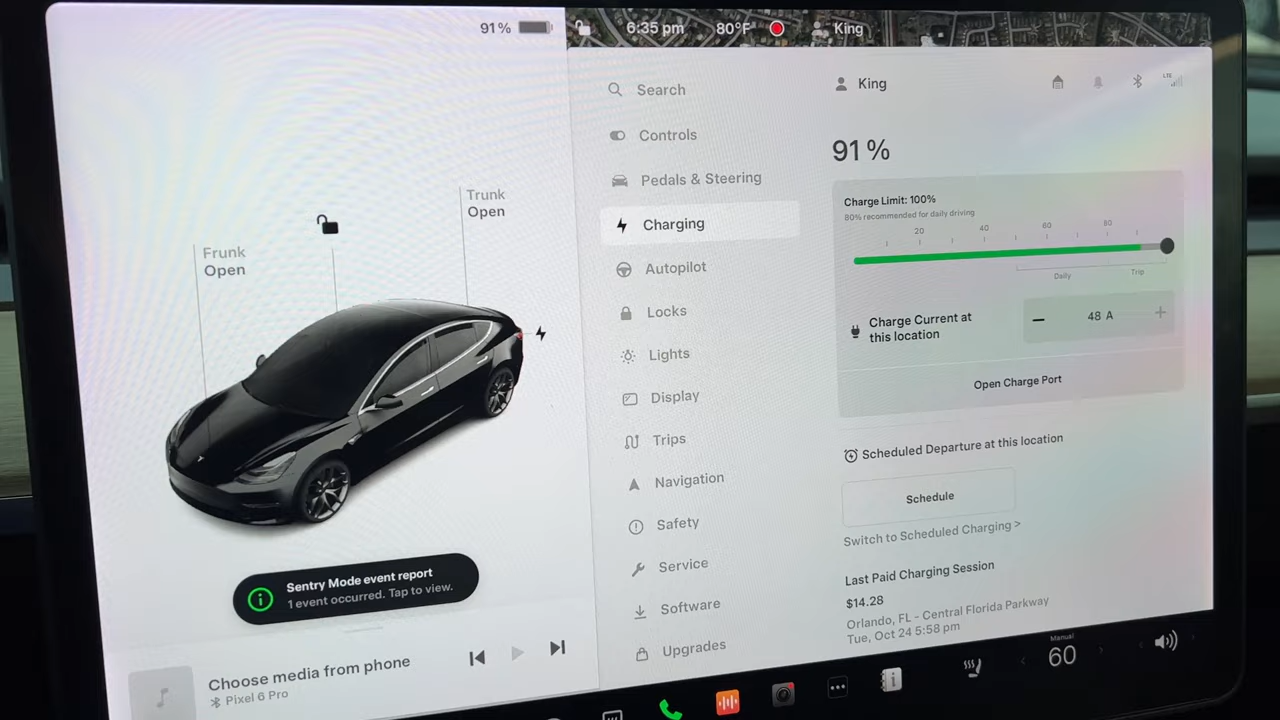 91%
6:35 pm
80°F
King
Frunk
Open
Trunk
Open
Sentry Mode event report
1 event occurred. Tap to view.
Choose media from phone
Pixel 6 Pro
Search
Controls
Pedals & Steering
Charging
Autopilot
Locks
Lights
Display
Trips
Navigation
Safety
Service
Software
Upgrades
King
LTE
91 %
Charge Limit: 100%
80% recommended for daily driving
20 40 60 80
Daily Trip
Charge Current at
this location
48 A
Open Charge Port
Scheduled Departure at this location
Schedule
Switch to Scheduled Charging >
Last Paid Charging Session
$14.28
Orlando, FL - Central Florida Parkway
Tue, Oct 24 5:58 pm
Manual
60